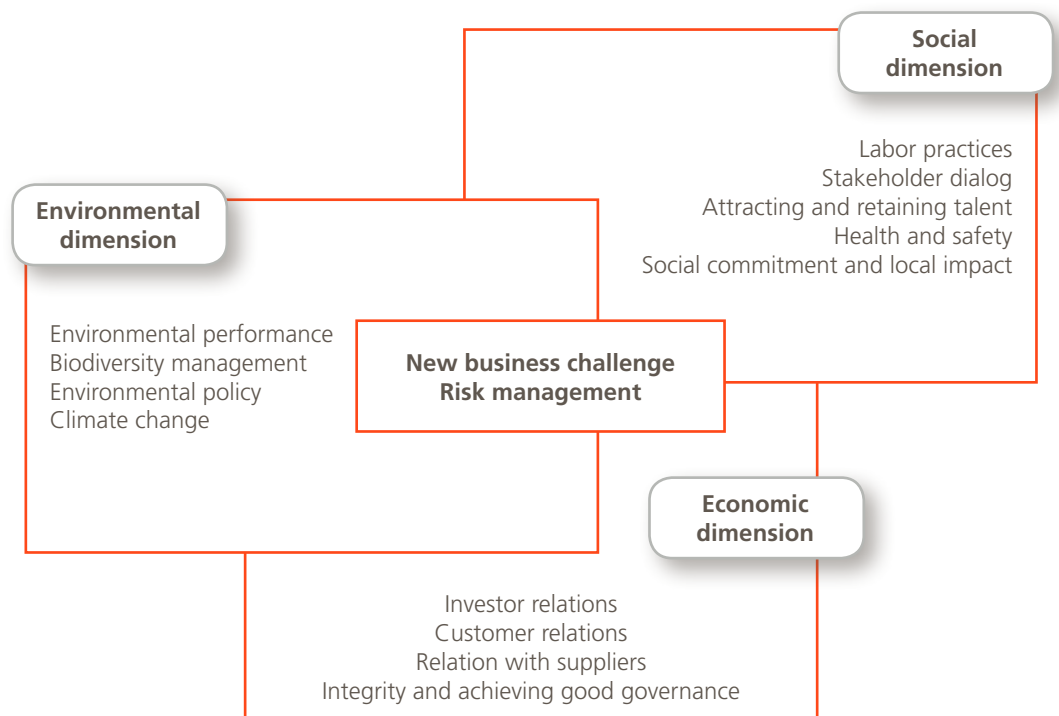 Social
dimension
Labor practices
Stakeholder dialog
Attracting and retaining talent
Health and safety
Social commitment and local impact
Environmental
dimension
Environmental performance
Biodiversity management
Environmental policy
Climate change
New business challenge
Risk management
Economic
dimension
Investor relations
Customer relations
Relation with suppliers
Integrity and achieving good governance